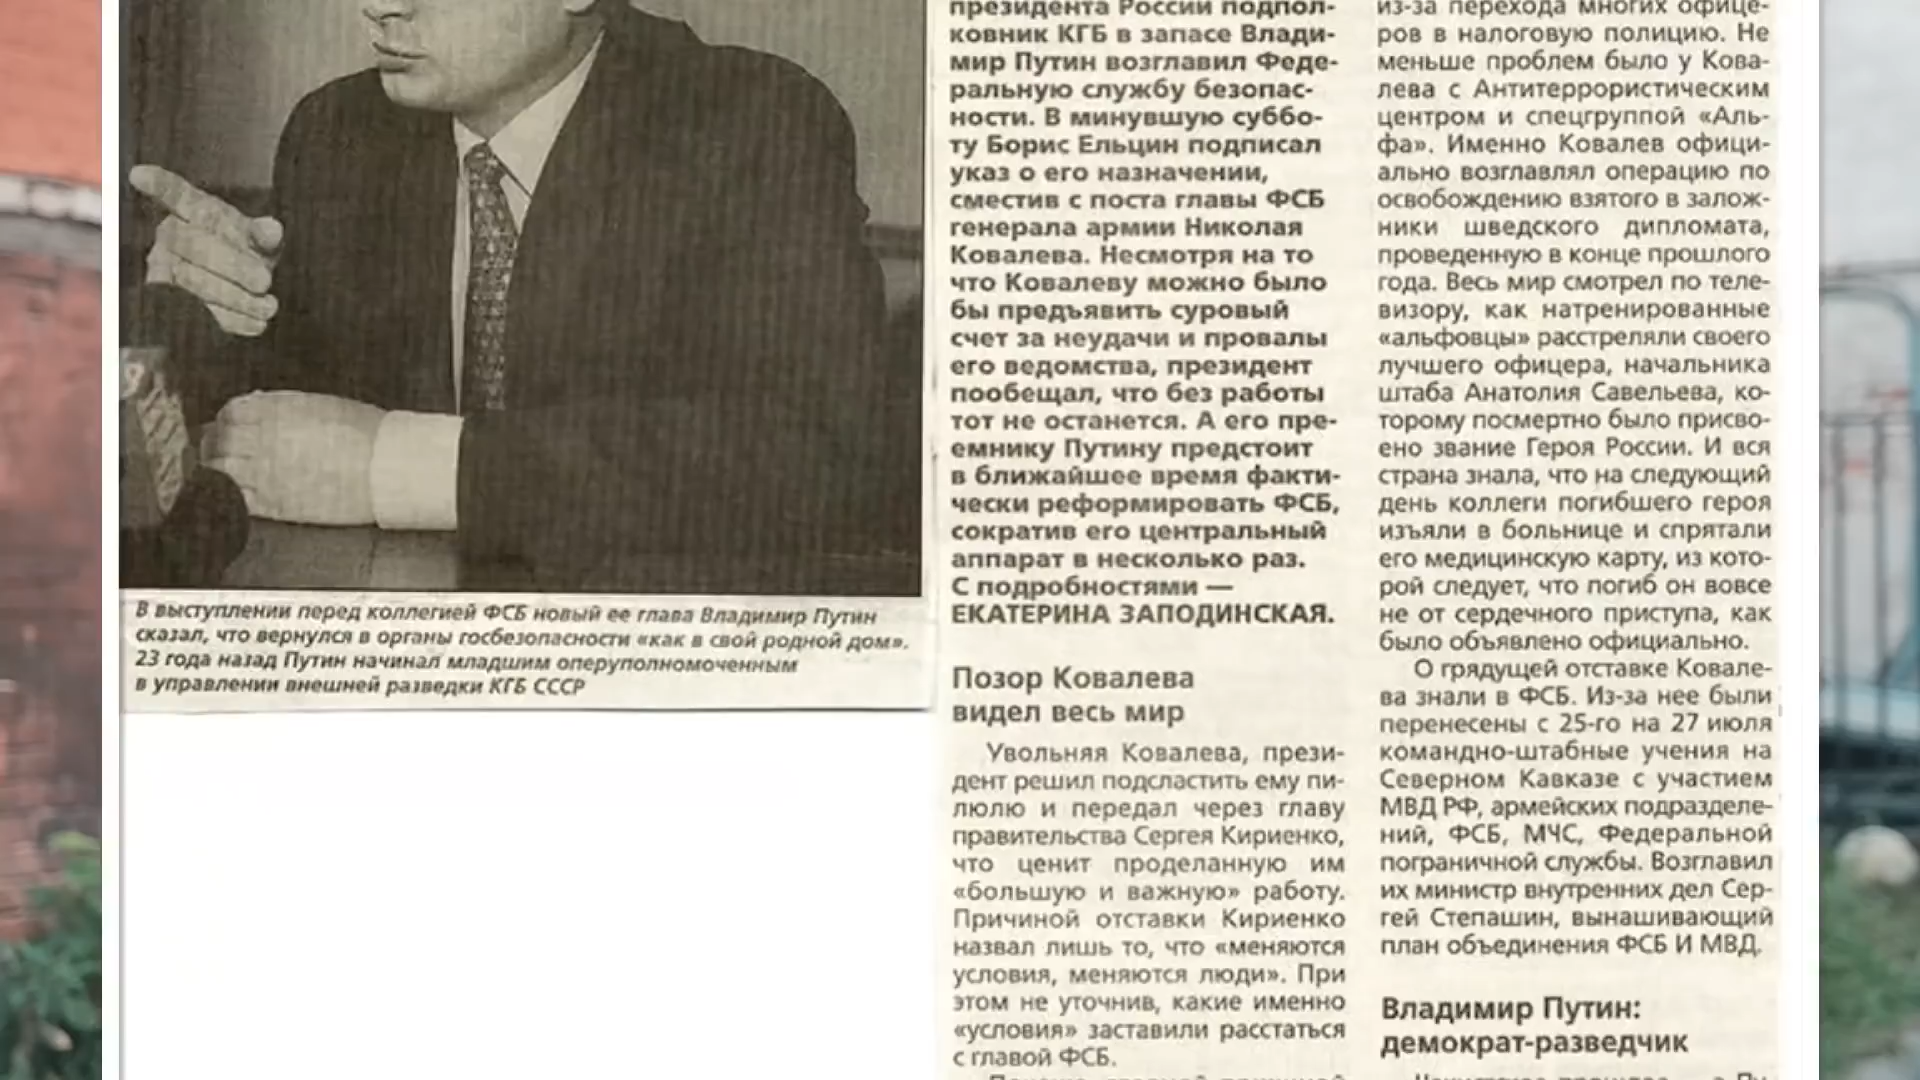 В выступлении перед коллегией ФСБ новый ее глава Владимир Путин
сказал, что вернулся в органы госбезопасности «как в свой родной дом».
23 года назад Путин начинал младшим оперуполномоченным
в управлении внешней разведки КГБ СССР
президента России подпол-
ковник КГБ в запасе Влади-
мир Путин возглавил Феде-
ральную службу безопас-
ности. В минувшую суббо-
ту Борис Ельцин подписал
указ о его назначении,
сместив с поста главы ФСБ
генерала армии Николая
Ковалева. Несмотря на то
что Ковалеву можно было
бы предъявить суровый
счет за неудачи и провалы
его ведомства, президент
пообещал, что без работы
тот не останется. А его пре-
емнику Путину предстоит
в ближайшее время факти-
чески реформировать ФСБ,
сократив его центральный
аппарат в несколько раз.
С подробностями —
ЕКАТЕРИНА ЗАПОДИНСКАЯ.
Позор Ковалева
видел весь мир
Увольняя Ковалева, прези-
дент решил подсластить ему пи-
люлю и передал через главу
правительства Сергея Кириенко,
что ценит проделанную им
«большую и важную» работу.
Причиной отставки Кириенко
назвал лишь то, что «меняются
условия, меняются люди». При
этом не уточнив, какие именно
«условия» заставили расстаться
с главой ФСБ.
из-за перехода многих офице-
ров в налоговую полицию. Не
меньше проблем было у Кова-
лева с Антитеррористическим
центром и спецгруппой «Аль-
фа». Именно Ковалев офици-
ально возглавлял операцию по
освобождению взятого в залож-
ники шведского дипломата,
проведенную в конце прошлого
года. Весь мир смотрел по теле-
визору, как натренированные
«альфовцы» расстреляли своего
лучшего офицера, начальника
штаба Анатолия Савельева, ко-
торому посмертно было присво-
ено звание Героя России. И вся
страна знала, что на следующий
день коллеги погибшего героя
изъяли в больнице и спрятали
его медицинскую карту, из кото-
рой следует, что погиб он вовсе
не от сердечного приступа, как
было объявлено официально.
О грядущей отставке Ковале-
ва знали в ФСБ. Из-за нее были
перенесены с 25-го на 27 июля
командно-штабные учения на
Северном Кавказе с участием
МВД РФ, армейских подразделе-
ний, ФСБ, МЧС, Федеральной
пограничной службы. Возглавил
их министр внутренних дел Сер-
гей Степашин, вынашивающий
план объединения ФСБ И МВД.
Владимир Путин:
демократ-разведчик